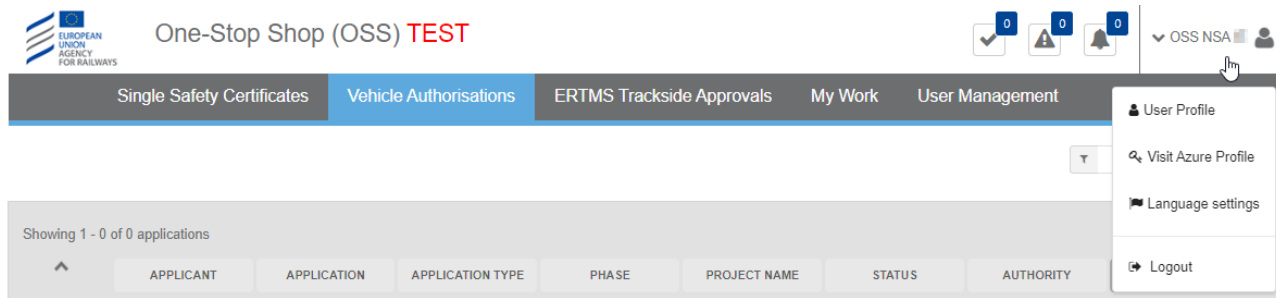 EUROPEAN
UNION
AGENCY
FOR RAILWAYS
One-Stop Shop (OSS) TEST
0
0
0
OSS NSA
Single Safety Certificates Vehicle Authorisations ERTMS Trackside Approvals My Work User Management
User Profile
Visit Azure Profile
Language settings
Logout
Showing 1 - 0 of 0 applications
APPLICANT APPLICATION APPLICATION TYPE PHASE PROJECT NAME STATUS AUTHORITY